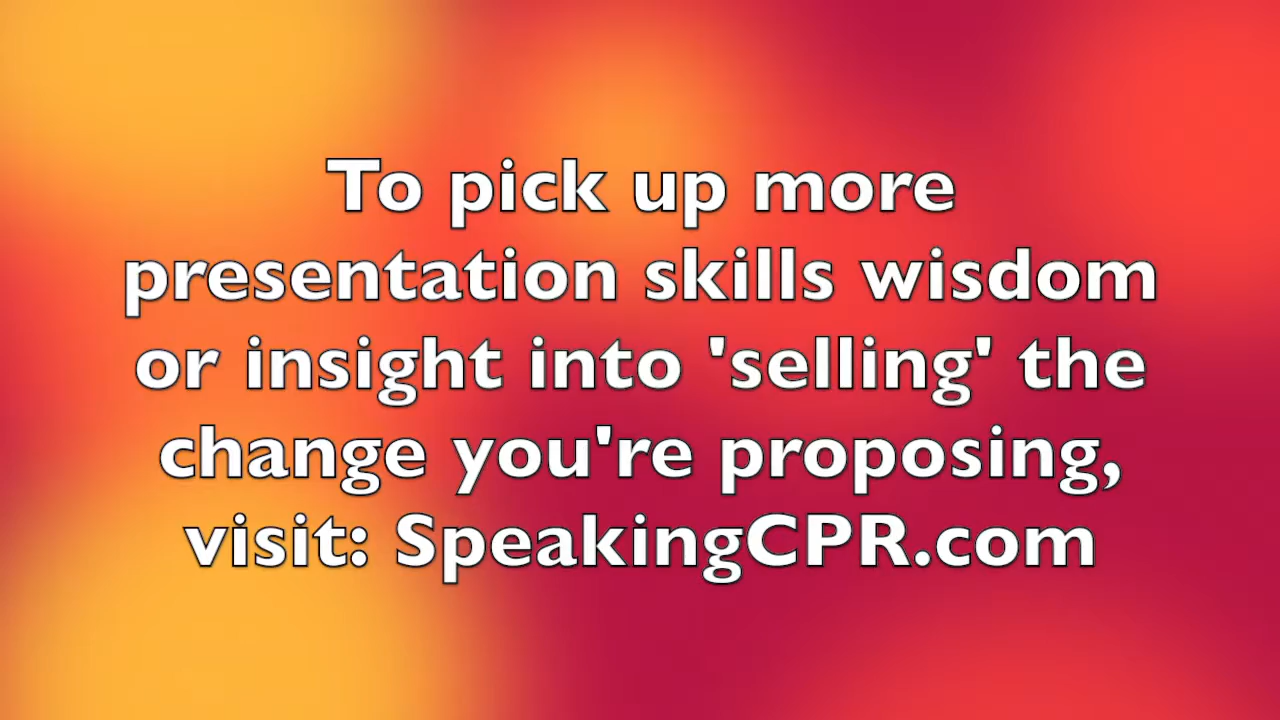 To pick up more
presentation skills wisdom
or insight into 'selling' the
change you're proposing,
visit: SpeakingCPR.com